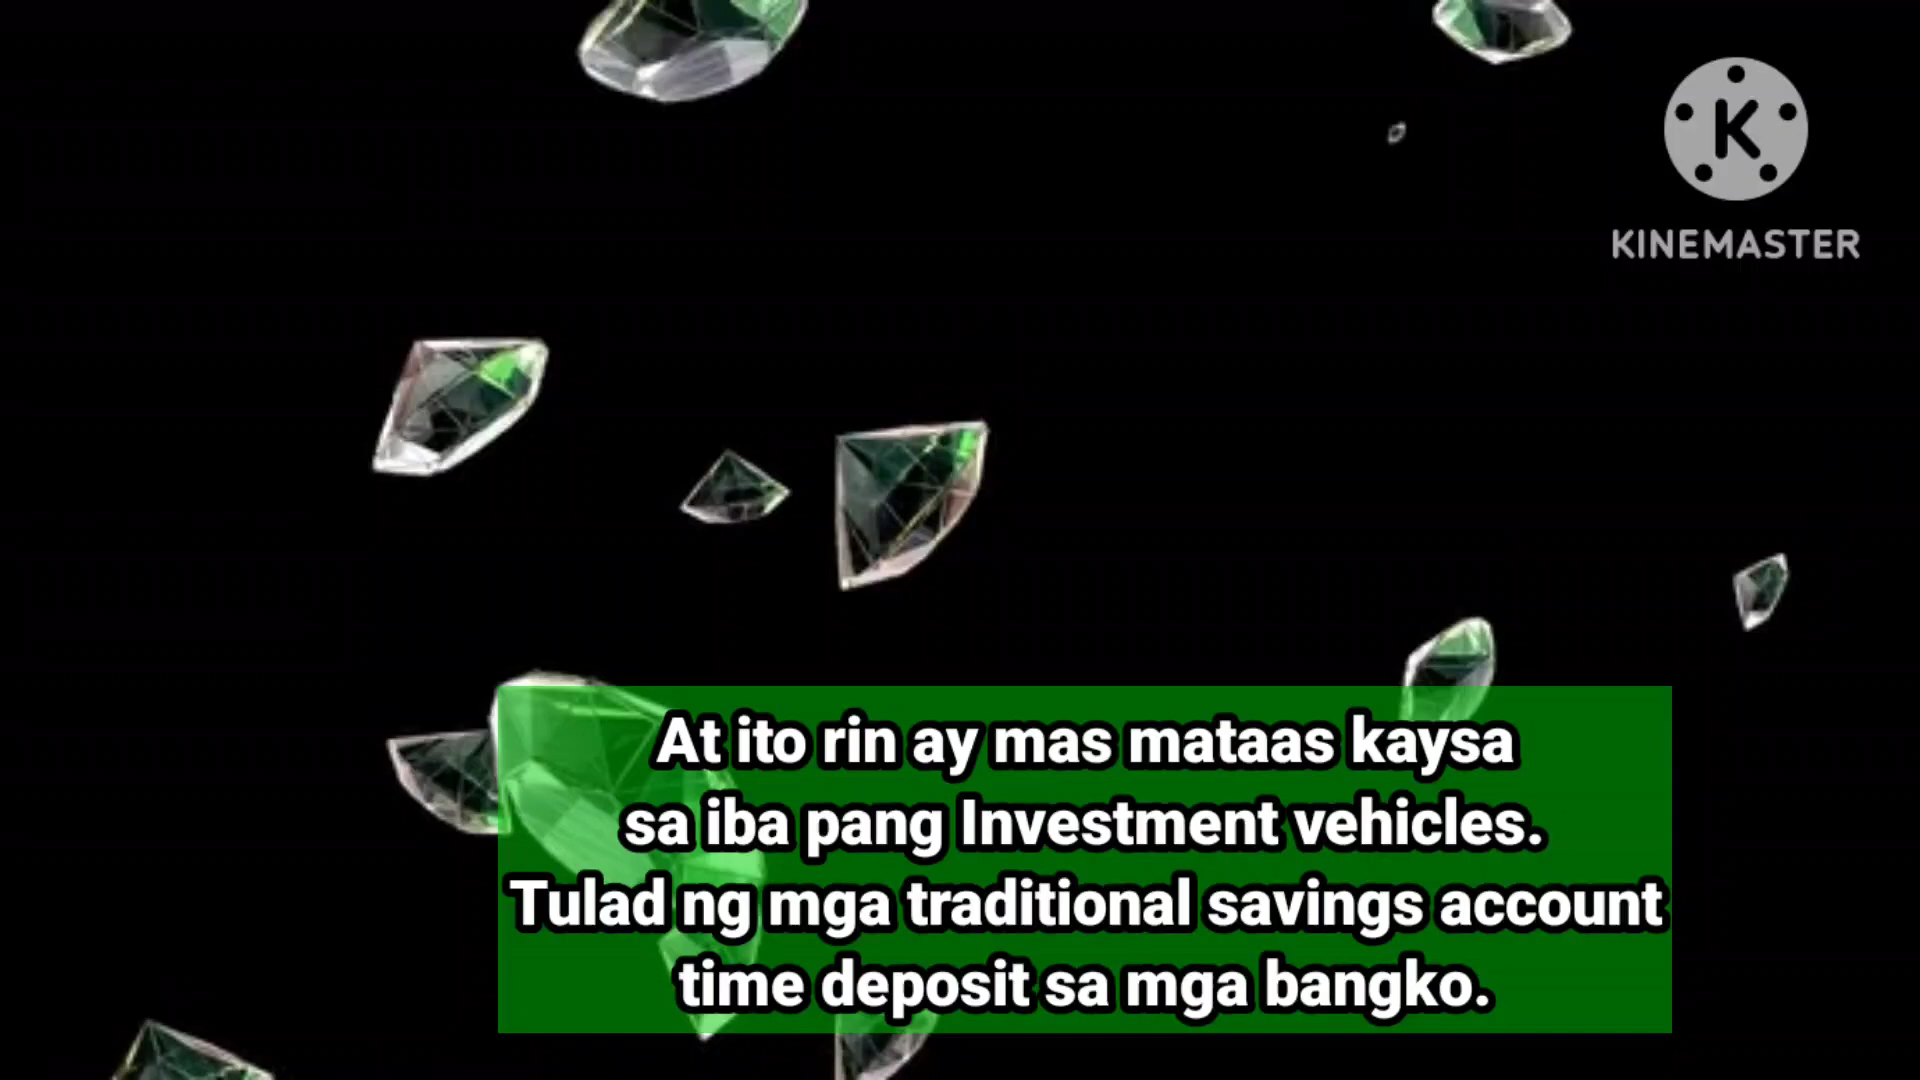 K
KINEMASTER
At ito rin ay mas mataas kaysa
sa iba pang Investment vehicles.
Tulad ng mga traditional savings account
time deposit sa mga bangko.